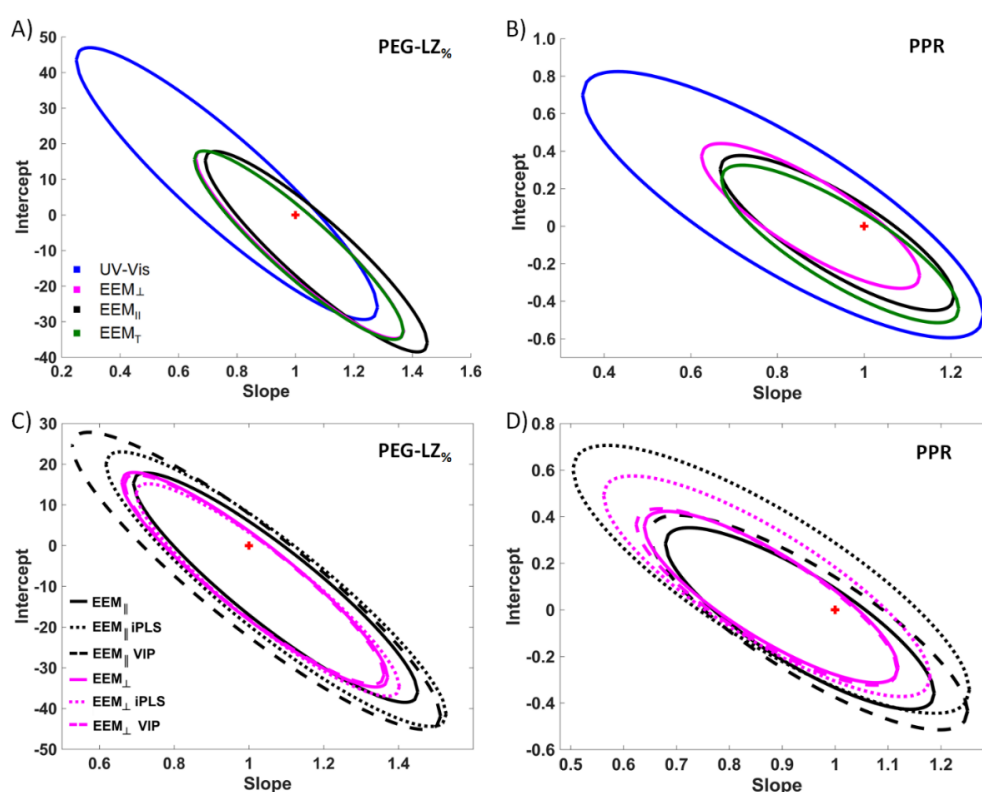 A)
PEG-LZ%
50
40
30
20
10
0
-10
-20
-30
-40
Intercept
UV-Vis
EEM⊥
EEM||
EEMT
0.2 0.4 0.6 0.8 1 1.2 1.4 1.6
Slope
B)
PPR
1.0
0.8
0.6
0.4
0.2
0
-0.2
-0.4
-0.6
Intercept
0.4 0.6 0.8 1 1.2
Slope
C)
PEG-LZ%
30
20
10
0
-10
-20
-30
-40
-50
Intercept
EEM||
EEM|| iPLS
EEM|| VIP
EEM⊥
EEM⊥ iPLS
EEM⊥ VIP
0.6 0.8 1 1.2 1.4
Slope
D)
PPR
0.8
0.6
0.4
0.2
0
-0.2
-0.4
-0.6
Intercept
0.5 0.6 0.7 0.8 0.9 1 1.1 1.2
Slope